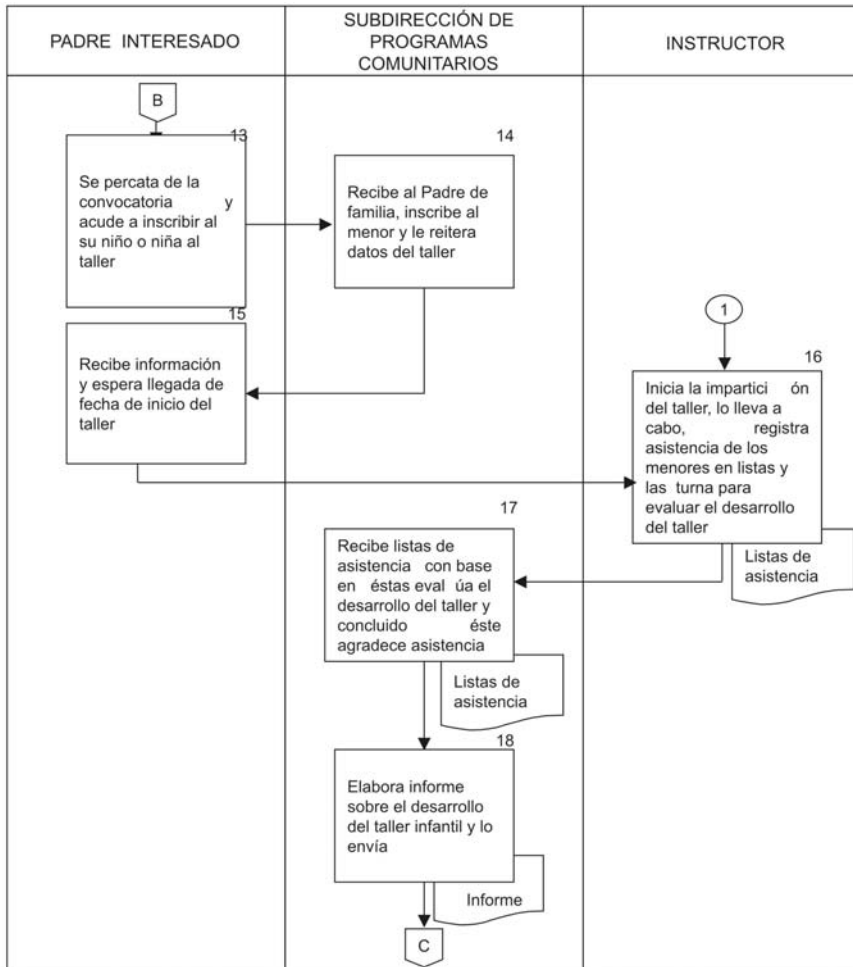 PADRE INTERESADO
SUBDIRECCIÓN DE
PROGRAMAS
COMUNITARIOS
INSTRUCTOR
B
13
Se percata de la
convocatoria y
acude a inscribir al
su niño o niña al
taller
14
Recibe al Padre de
familia, inscribe al
menor y le reitera
datos del taller
15
Recibe información
y espera llegada de
fecha de inicio del
taller
1
16
Inicia la impartici ón
del taller, lo lleva a
cabo, registra
asistencia de los
menores en listas y
las turna para
evaluar el desarrollo
del taller
Listas de
asistencia
17
Recibe listas de
asistencia con base
en éstas eval úa el
desarrollo del taller y
concluido éste
agradece asistencia
Listas de
asistencia
18
Elabora informe
sobre el desarrollo
del taller infantil y lo
envía
Informe
C